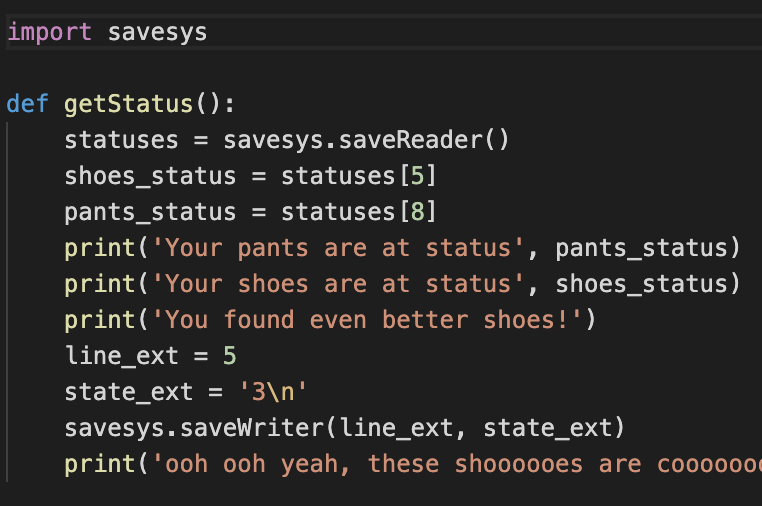 import savesys
def getStatus():
statuses = savesys.saveReader()
shoes_status = statuses[5]
pants_status = statuses[8]
print('Your pants are at status', pants_status)
print('Your shoes are at status', shoes_status)
print('You found even better shoes!')
line_ext = 5
state_ext = '3\n'
savesys.saveWriter(line_ext, state_ext)
print('ooh ooh yeah, these shoooooes are